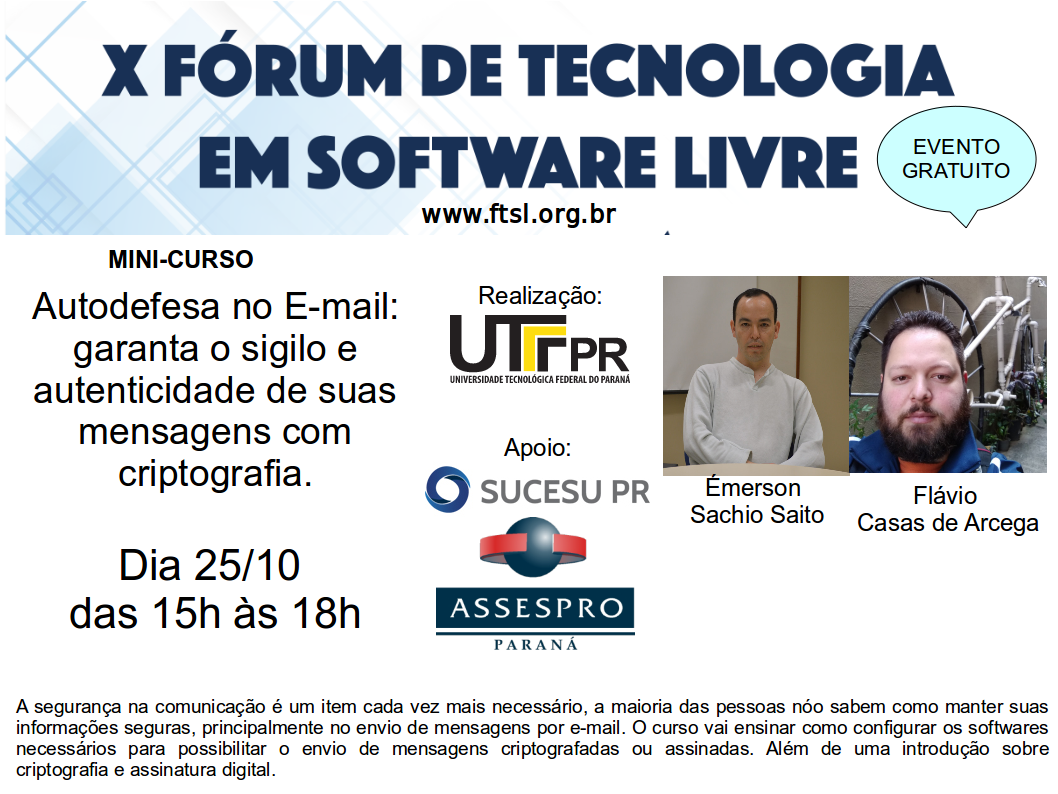 X FÓRUM DE TECNOLOGIA
EM SOFTWARE LIVRE
www.ftsl.org.br
EVENTO
GRATUITO
MINI-CURSO
Autodefesa no E-mail:
garanta o sigilo e
autenticidade de suas
mensagens com
criptografia.
Dia 25/10
das 15h às 18h
Realização:
UTFPR
UNIVERSIDADE TECNOLÓGICA FEDERAL DO PARANÁ
Apoio:
SUCESU PR
ASSESPRO
PARANÁ
Émerson
Sachio Saito
Flávio
Casas de Arcega
A segurança na comunicação é um item cada vez mais necessário, a maioria das pessoas nóo sabem como manter suas
informações seguras, principalmente no envio de mensagens por e-mail. O curso vai ensinar como configurar os softwares
necessários para possibilitar o envio de mensagens criptografadas ou assinadas. Além de uma introdução sobre
criptografia e assinatura digital.